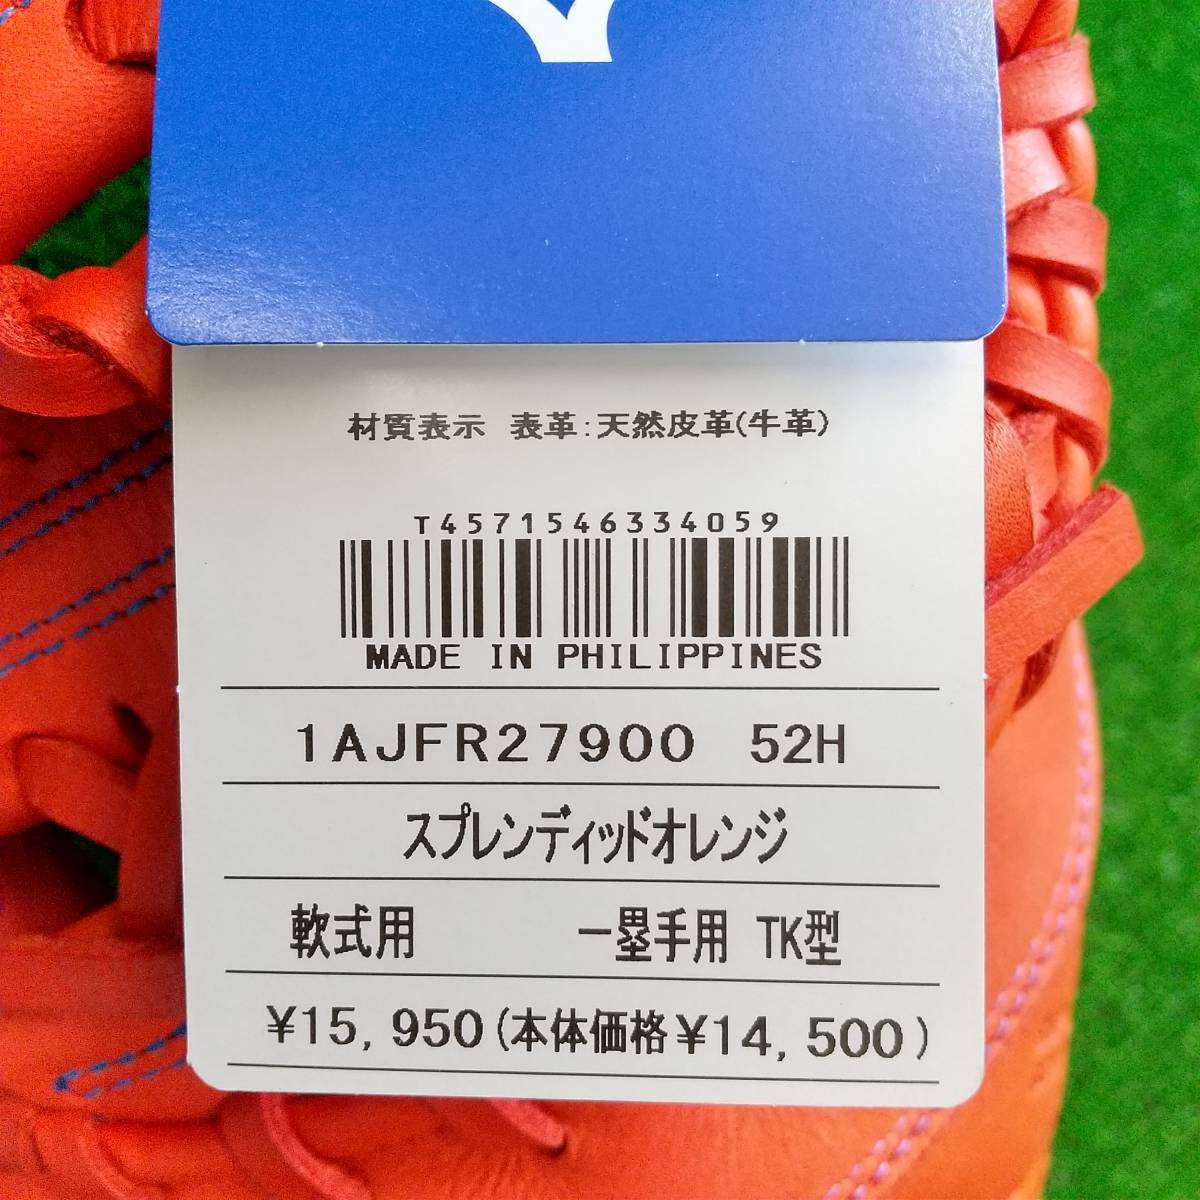 材質表示 表革:天然皮革(牛革)
T4571546334059
MADE IN PHILIPPINES
1AJFR27900 52H
スプレンディッドオレンジ
軟式用 一塁手用 TK型
¥15,950(本体価格¥14,500)